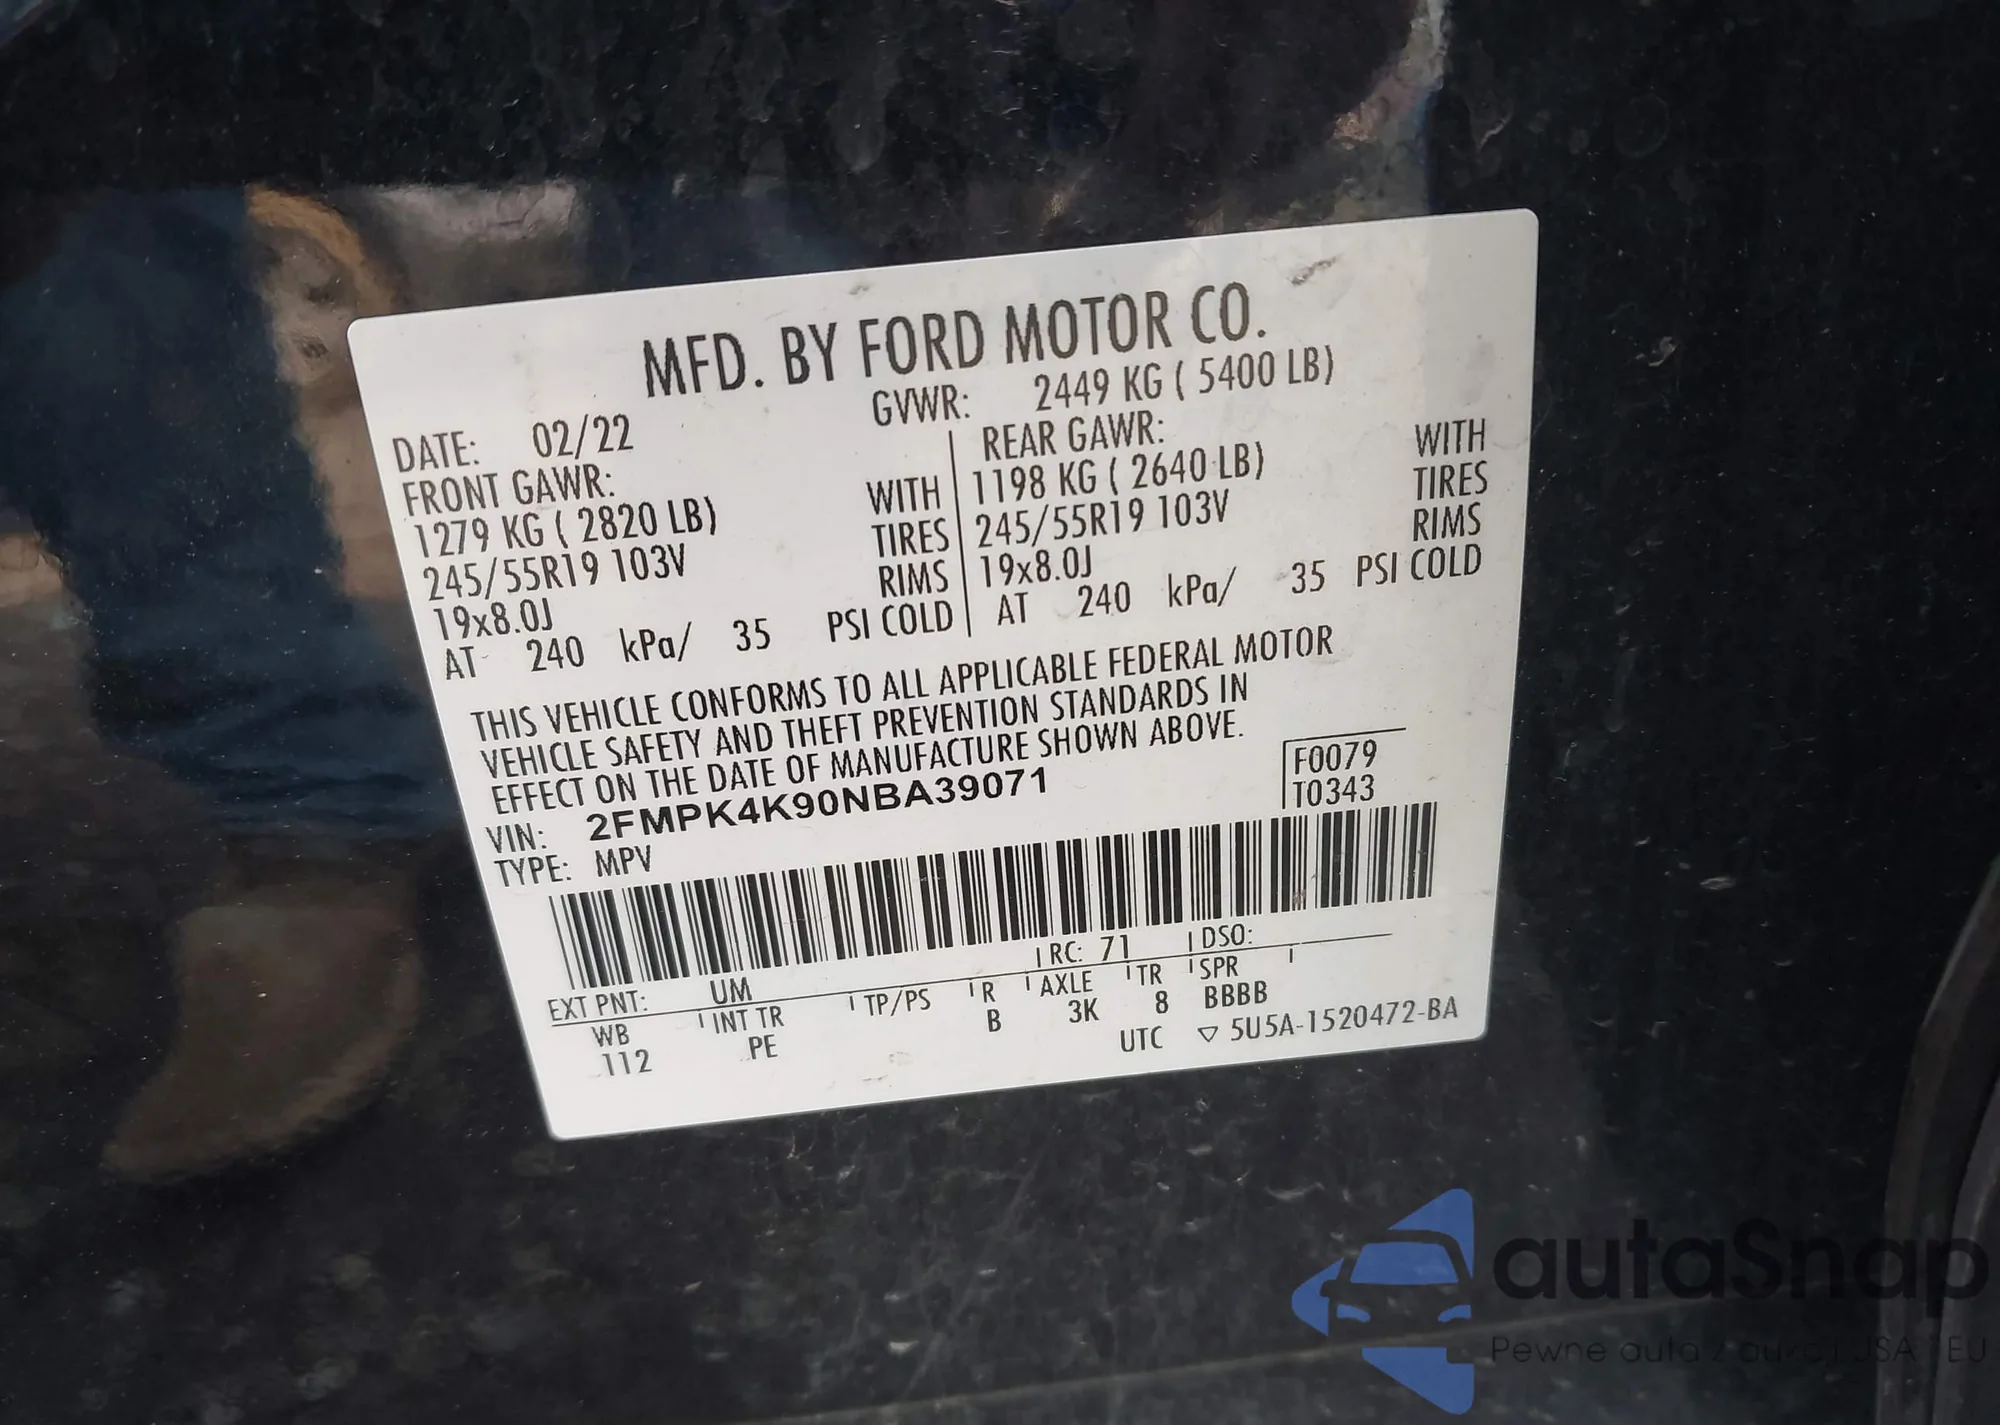 MFD. BY FORD MOTOR CO.
DATE: 02/22 GVWR: 2449 KG ( 5400 LB)
FRONT GAWR: REAR GAWR:
1279 KG ( 2820 LB) WITH 1198 KG ( 2640 LB) WITH
245/55R19 103V TIRES 245/55R19 103V TIRES
19x8.0J RIMS 19x8.0J RIMS
AT 240 kPa/ 35 PSI COLD AT 240 kPa/ 35 PSI COLD
THIS VEHICLE CONFORMS TO ALL APPLICABLE FEDERAL MOTOR
VEHICLE SAFETY AND THEFT PREVENTION STANDARDS IN
EFFECT ON THE DATE OF MANUFACTURE SHOWN ABOVE.
VIN: 2FMPK4K90NBA39071 F0079
TYPE: MPV T0343
EXT PNT: UM RC: 71 DSO:
WB INT TR TP/PS R AXLE TR SPR
112 PE B 3K 8 BBBB
UTC ▽ 5U5A-1520472-BA
autaSnap
Pewne auta z aukcji USA i EU